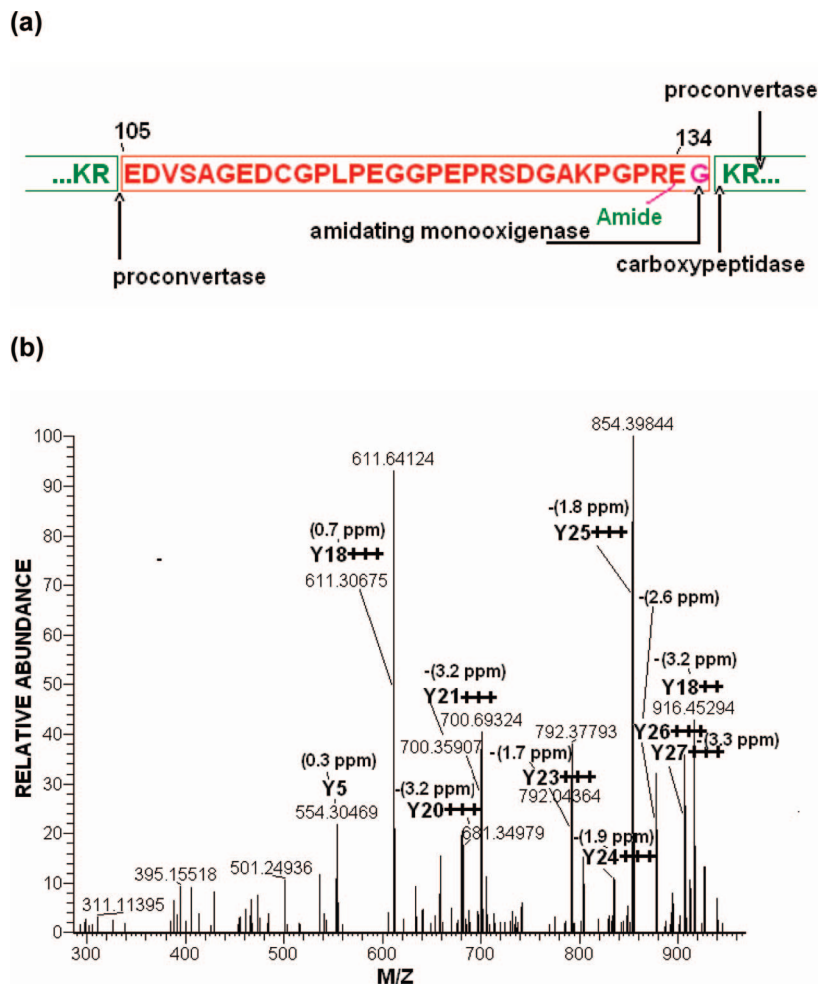 (a)
proconvertase
105
134
...KR EDVSAGEDCGPLPEGGPEPRSDGAKPGPREG KR...
Amide
amidating monooxigenase
carboxypeptidase
proconvertase
(b)
100
90
80
70
60
50
40
30
20
10
0
RELATIVE ABUNDANCE
854.39844
611.64124
-(1.8 ppm)
Y25+++
(0.7 ppm)
Y18+++
611.30675
-(2.6 ppm)
-(3.2 ppm)
Y21+++
700.69324
-(3.2 ppm)
Y18++
916.45294
Y26+++
792.37793
700.35907
-(1.7 ppm)
Y27+++
-(3.3 ppm)
(0.3 ppm)
Y5
554.30469
-(3.2 ppm)
Y20+++
681.34979
Y23+++
792.04364
-(1.9 ppm)
Y24+++
501.24936
395.15518
311.11395
300
400
500
600
700
800
900
M/Z